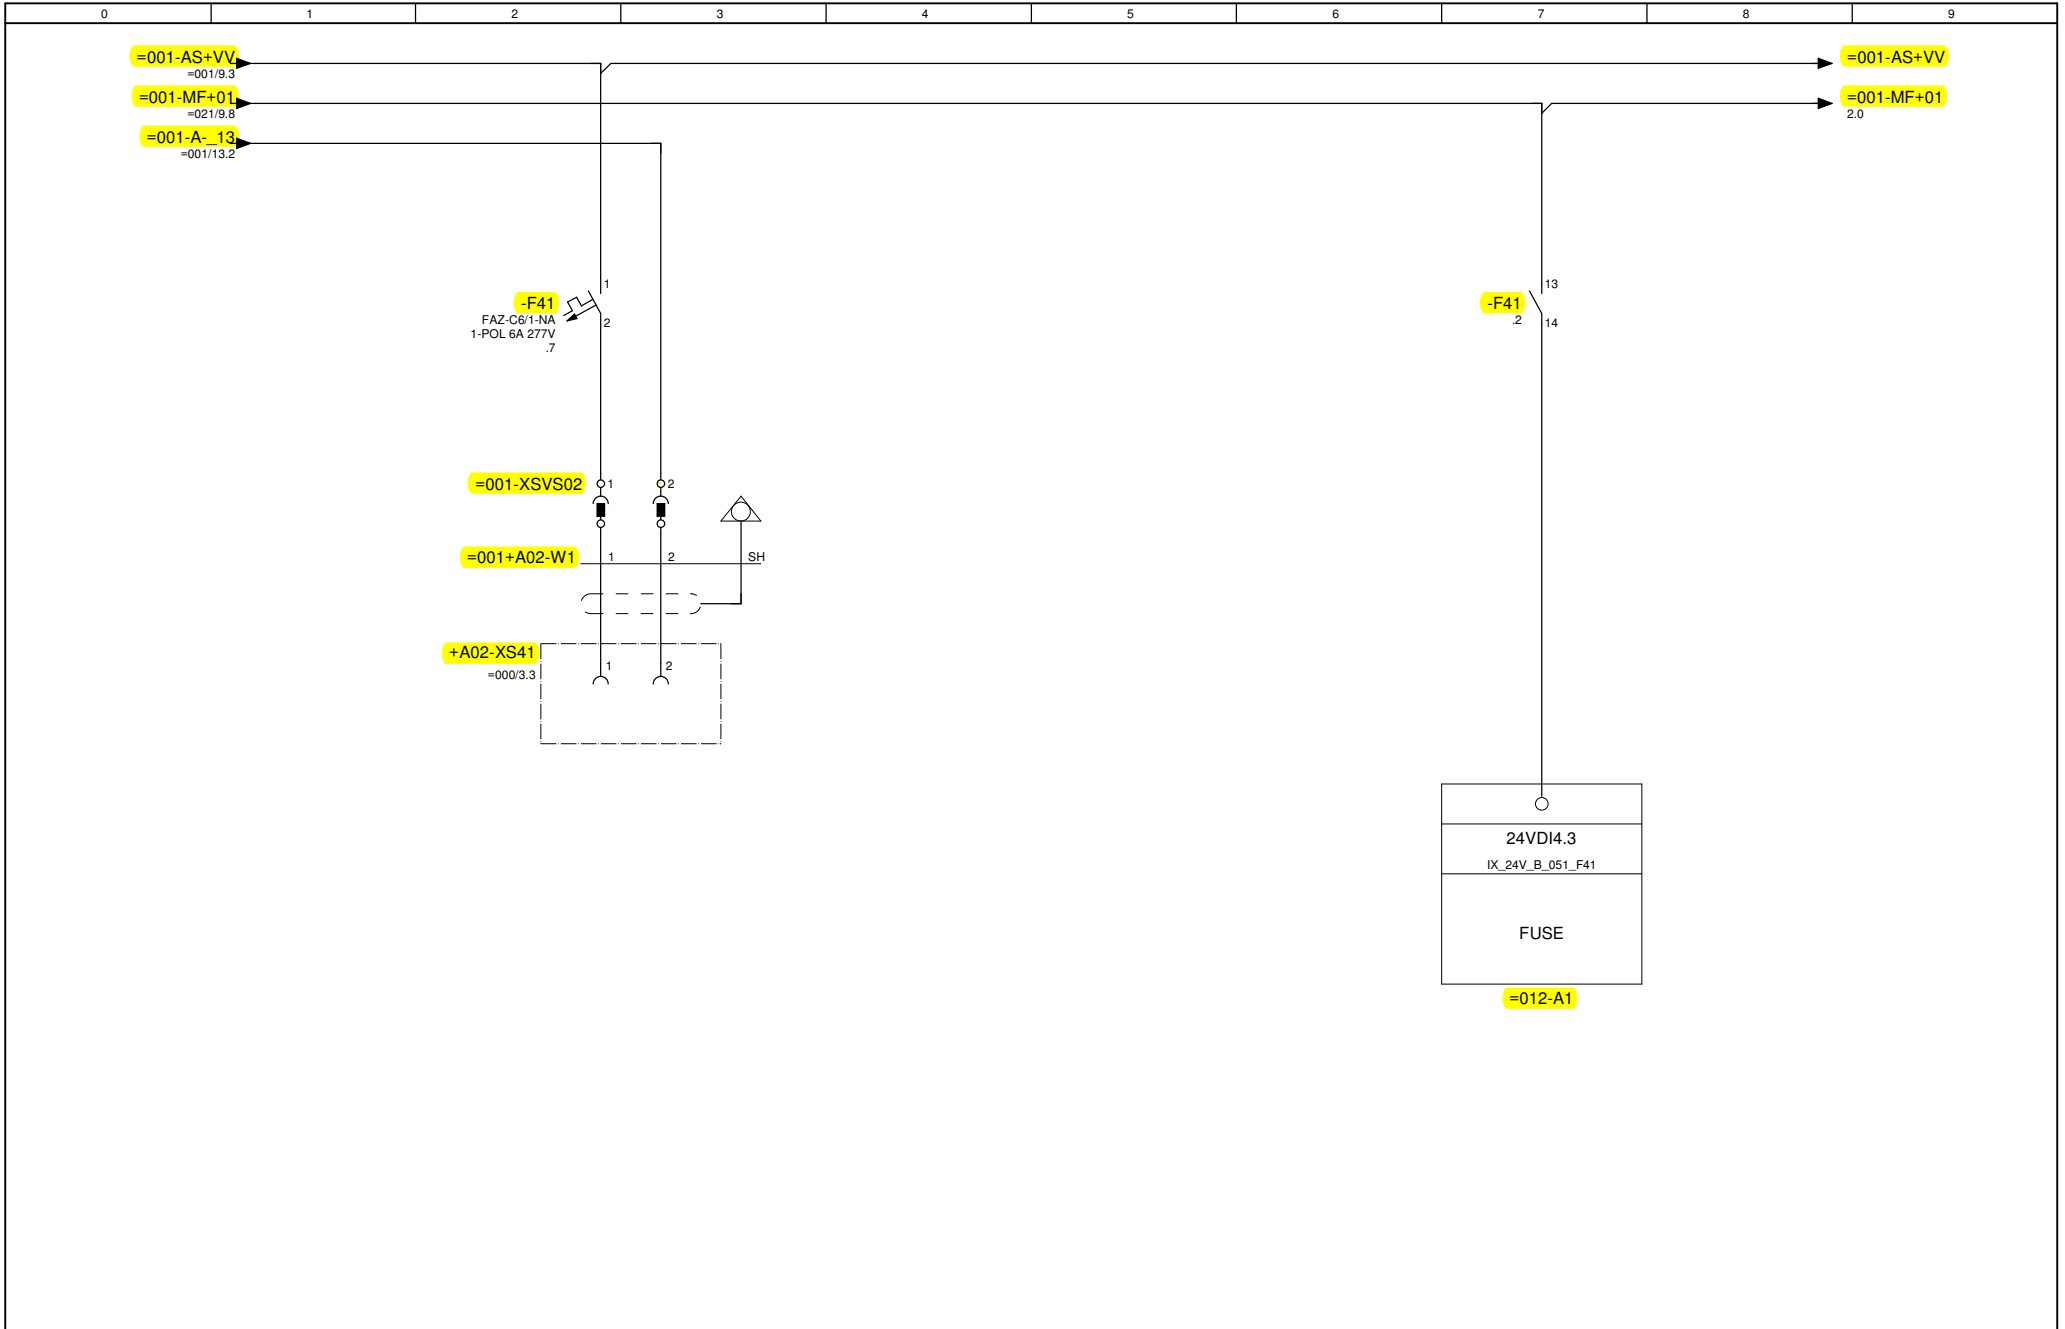 0 1 2 3 4 5 6 7 8 9
=001-AS+VV =001-AS+VV
=001/9.3
=001-MF+01 =001-MF+01
=021/9.8 2.0
=001-A-_13
=001/13.2
1 13
-F41 -F41
FAZ-C6/1-NA .2
2 14
1-POL 6A 277V
.7
=001-XSVS02 1 2
=001+A02-W1 1 2 SH
+A02-XS41
1 2
=000/3.3
24VDI4.3
IX_24V_B_051_F41
FUSE
=012-A1